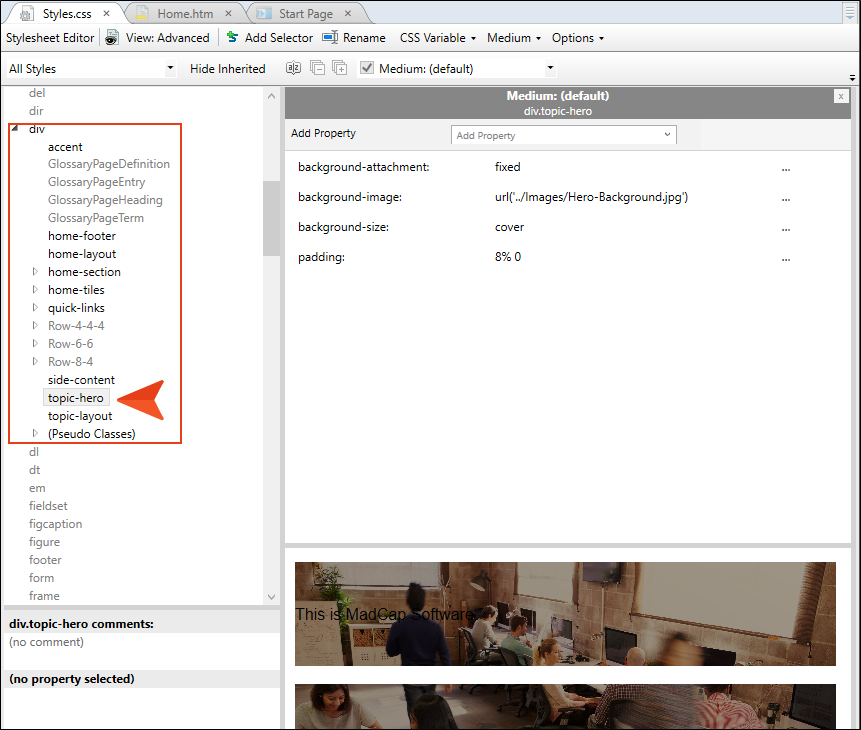 Styles.css × Home.htm × Start Page ×
Stylesheet Editor View: Advanced Add Selector Rename CSS Variable Medium Options
All Styles Hide Inherited Medium: (default)
del
dir
div
accent
GlossaryPageDefinition
GlossaryPageEntry
GlossaryPageHeading
GlossaryPageTerm
home-footer
home-layout
home-section
home-tiles
quick-links
Row-4-4-4
Row-6-6
Row-8-4
side-content
topic-hero
topic-layout
(Pseudo Classes)
dl
dt
em
fieldset
figcaption
figure
footer
form
frame
div.topic-hero comments:
(no comment)
(no property selected)
Medium: (default)
div.topic-hero
x
Add Property Add Property
background-attachment: fixed ...
background-image: url('../Images/Hero-Background.jpg') ...
background-size: cover ...
padding: 8% 0 ...
This is MadCap Software